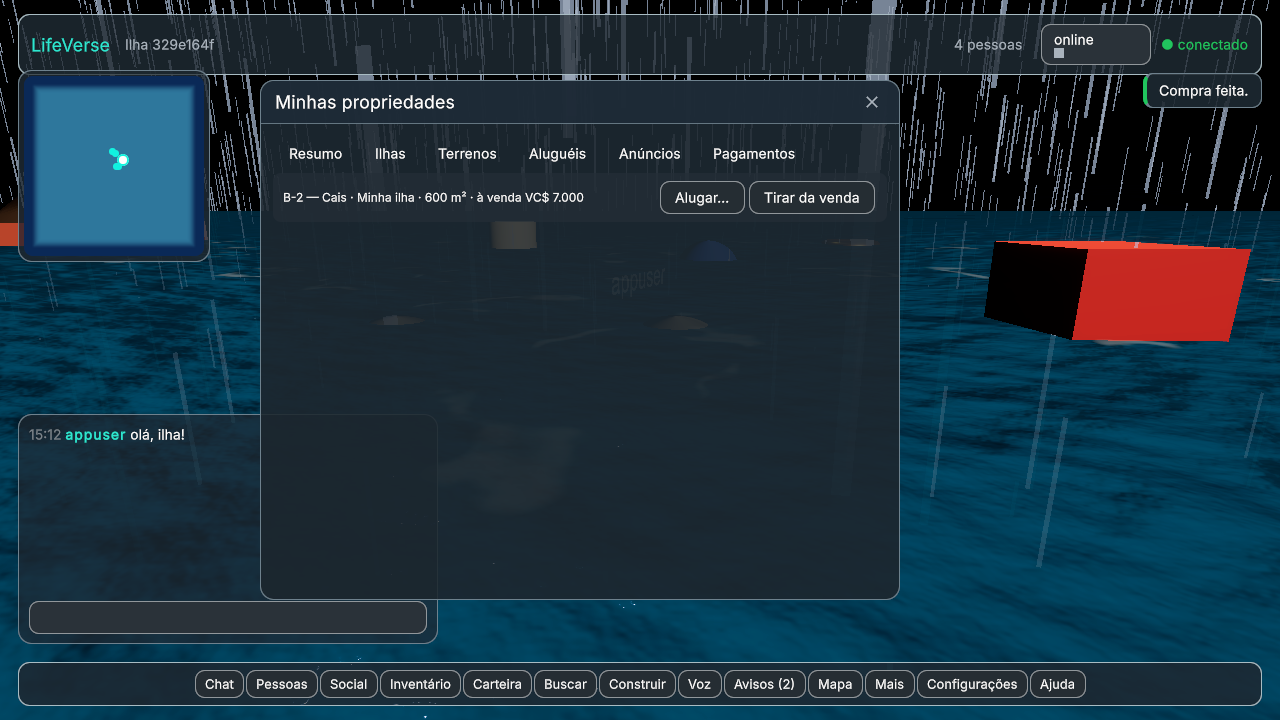 LifeVerse Ilha 329e164f
4 pessoas
online
conectado
Compra feita.
Minhas propriedades
Resumo Ilhas Terrenos Aluguéis Anúncios Pagamentos
B-2 — Cais · Minha ilha · 600 m² · à venda VC$ 7.000
Alugar... Tirar da venda
appuser
15:12 appuser olá, ilha!
Chat Pessoas Social Inventário Carteira Buscar Construir Voz Avisos (2) Mapa Mais Configurações Ajuda